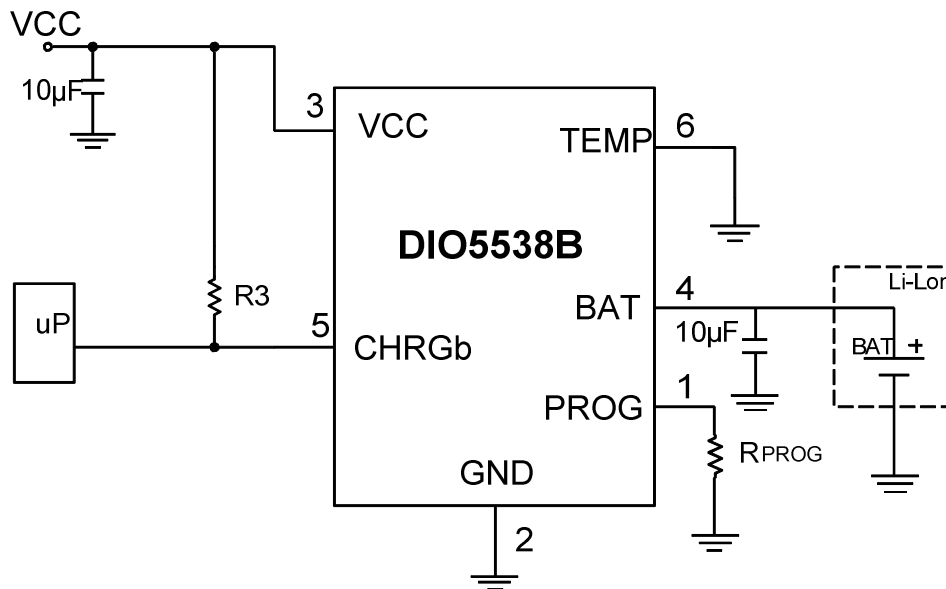 VCC
10µF
3
VCC
TEMP
6
DIO5538B
R3
uP
5
CHRGb
BAT
4
10µF
Li-Lon
BAT +
PROG
1
RPROG
GND
2